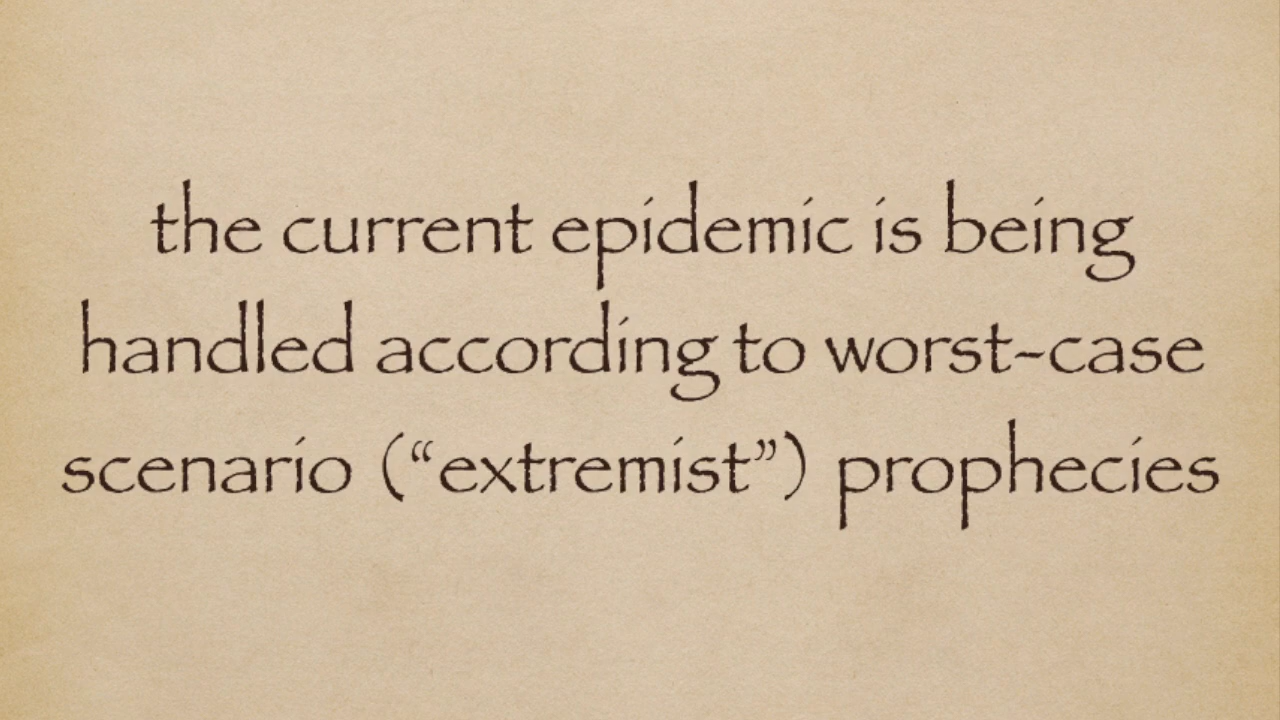 the current epidemic is being
handled according to worst-case
scenario (“extremist”) prophecies